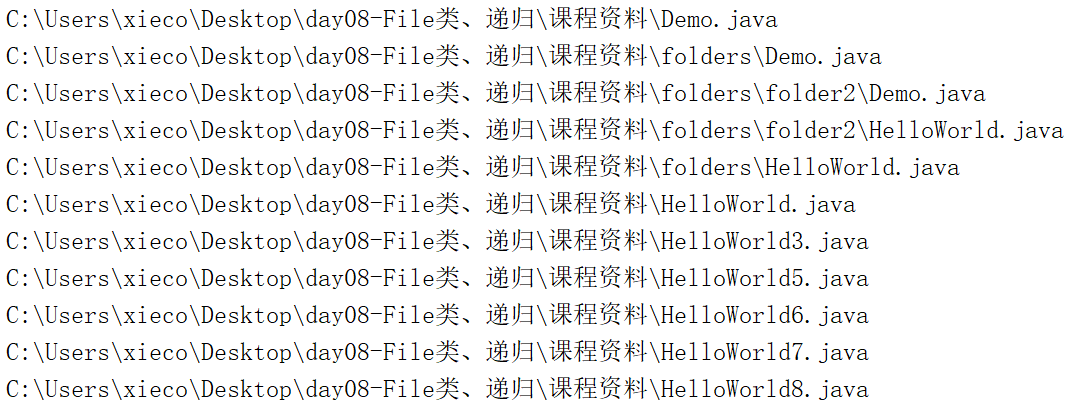 C:\Users\xieco\Desktop\day08-File类、递归\课程资料\Demo.java
C:\Users\xieco\Desktop\day08-File类、递归\课程资料\folders\Demo.java
C:\Users\xieco\Desktop\day08-File类、递归\课程资料\folders\folder2\Demo.java
C:\Users\xieco\Desktop\day08-File类、递归\课程资料\folders\folder2\HelloWorld.java
C:\Users\xieco\Desktop\day08-File类、递归\课程资料\folders\HelloWorld.java
C:\Users\xieco\Desktop\day08-File类、递归\课程资料\HelloWorld.java
C:\Users\xieco\Desktop\day08-File类、递归\课程资料\HelloWorld3.java
C:\Users\xieco\Desktop\day08-File类、递归\课程资料\HelloWorld5.java
C:\Users\xieco\Desktop\day08-File类、递归\课程资料\HelloWorld6.java
C:\Users\xieco\Desktop\day08-File类、递归\课程资料\HelloWorld7.java
C:\Users\xieco\Desktop\day08-File类、递归\课程资料\HelloWorld8.java